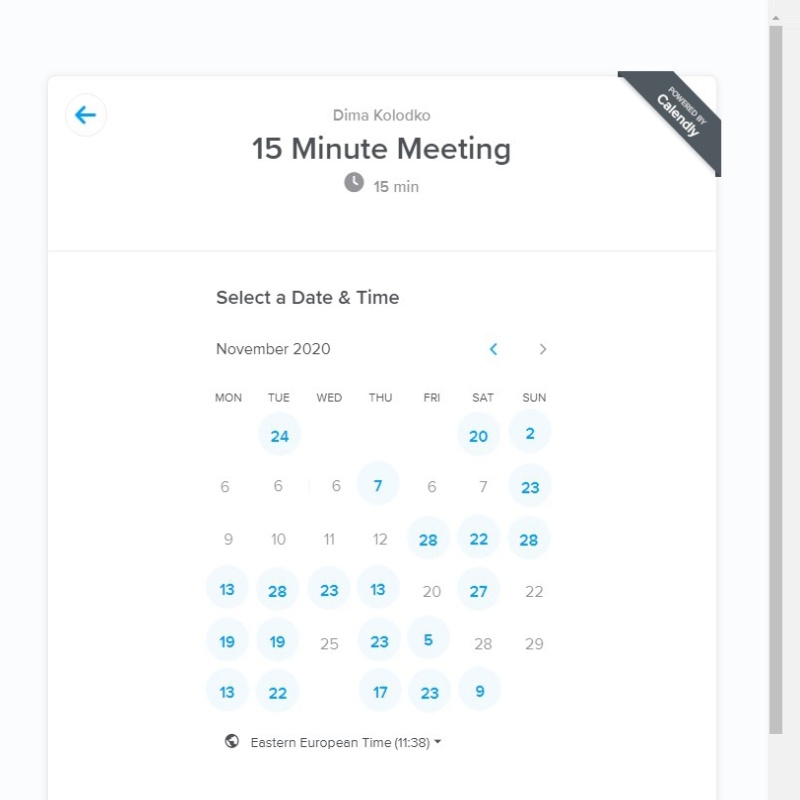 POWERED BY
Calendly
Dima Kolodko
15 Minute Meeting
15 min
Select a Date & Time
November 2020
MON TUE WED THU FRI SAT SUN
24 20 2
6 6 6 7 6 7 23
9 10 11 12 28 22 28
13 28 23 13 20 27 22
19 19 25 23 5 28 29
13 22 17 23 9
Eastern European Time (11:38)